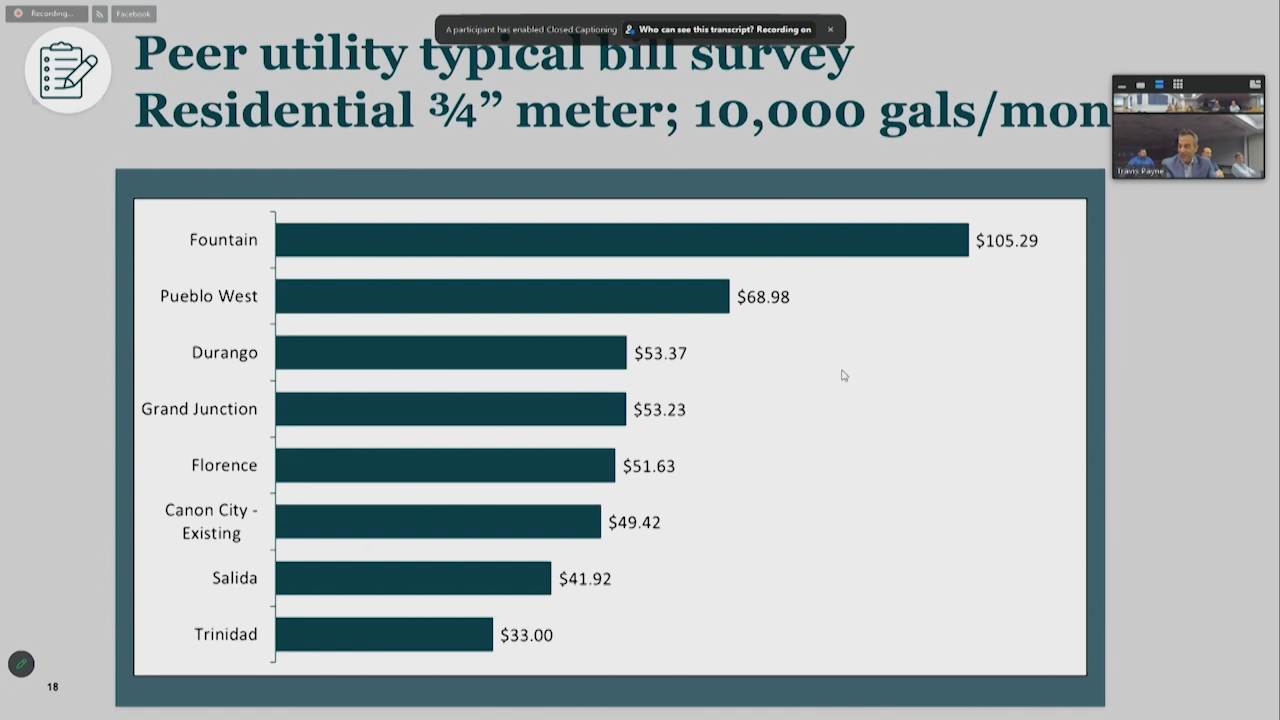 Recording...
Facebook
A participant has enabled Closed Captioning
Who can see this transcript? Recording on
Peer utility typical bill survey
Residential ¾” meter; 10,000 gals/mon
Travis Payne
Fountain
$105.29
Pueblo West
$68.98
Durango
$53.37
Grand Junction
$53.23
Florence
$51.63
Canon City -
Existing
$49.42
Salida
$41.92
Trinidad
$33.00
18